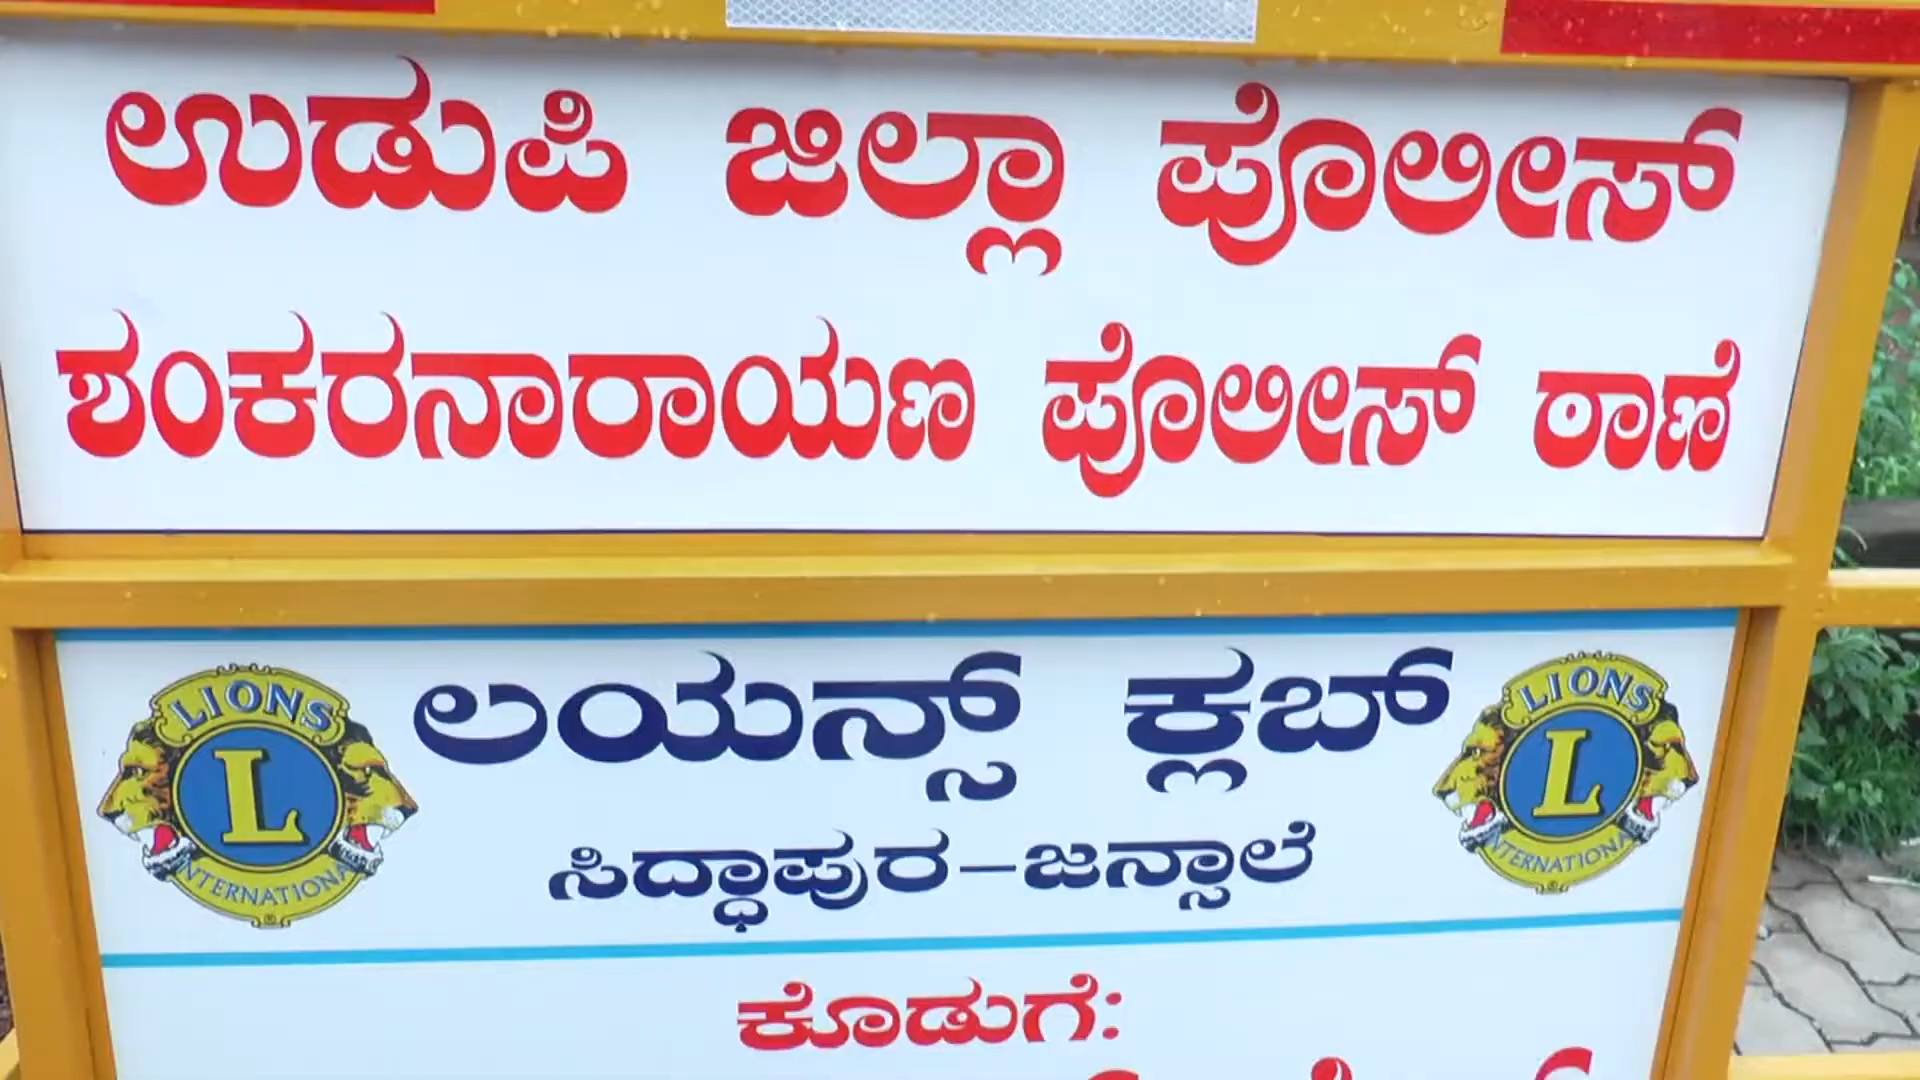 ಉಡುಪಿ ಜಿಲ್ಲಾ ಪೊಲೀಸ್
ಶಂಕರನಾರಾಯಣ ಪೊಲೀಸ್ ಠಾಣೆ
LIONS
L
INTERNATIONAL
®
ಲಯನ್ಸ್ ಕ್ಲಬ್
ಸಿದ್ಧಾಪುರ-ಜನ್ಸಾಲೆ
LIONS
L
INTERNATIONAL
®
ಕೊಡುಗೆ: